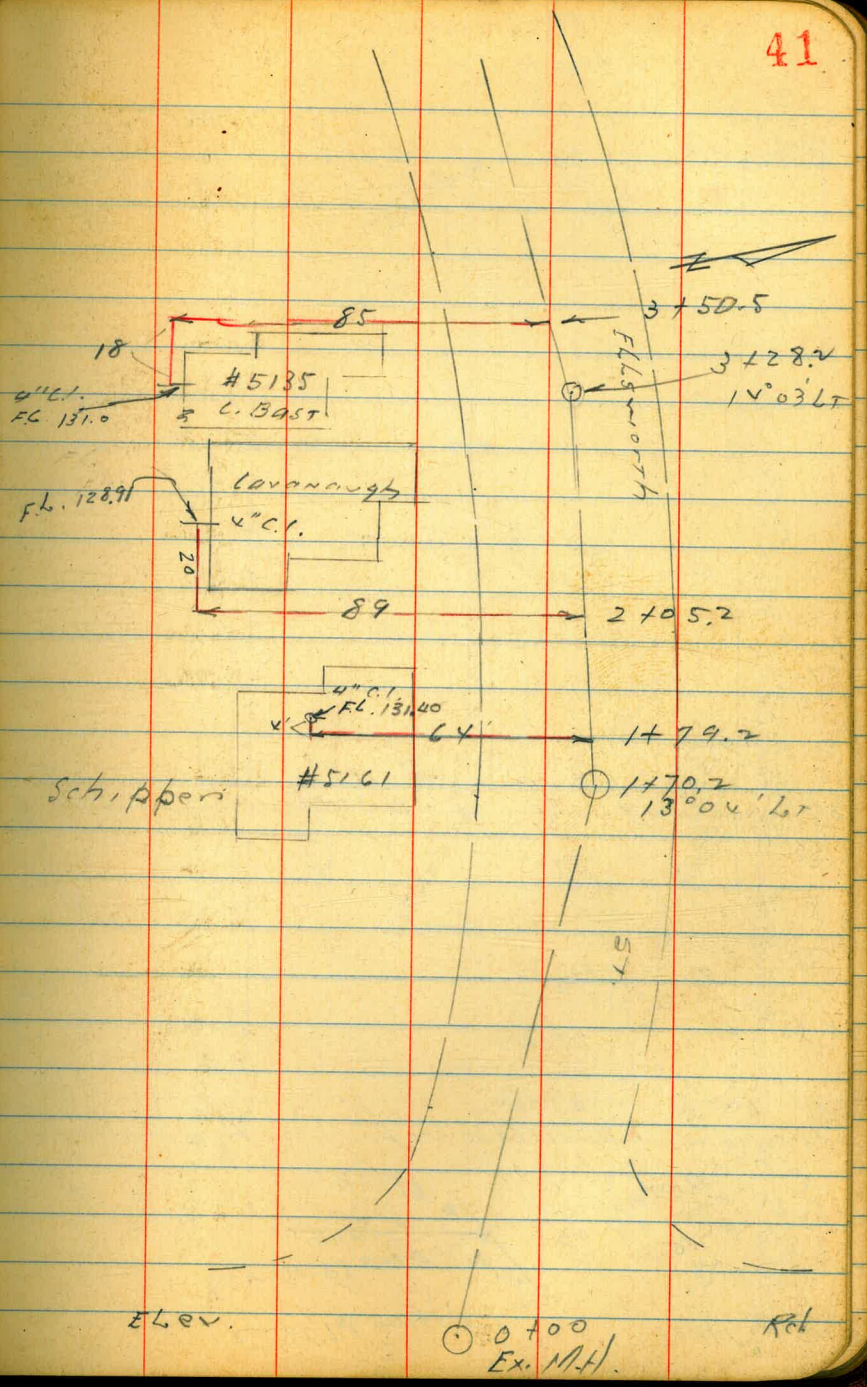 41
85
3+50.5
18
#5135
L. Bast
3+28.2
14°03' LT
4" C.I.
F.L. 131.0
Ellsworth
Cavanaugh
F.L. 128.91
4" C.I.
20
89
2+05.2
4" C.I.
F.L. 131.40
4'
64'
1+79.2
#5161
Schipper
1+70.2
13°04' LT
St.
Elev.
0+00
Ex. M.H.